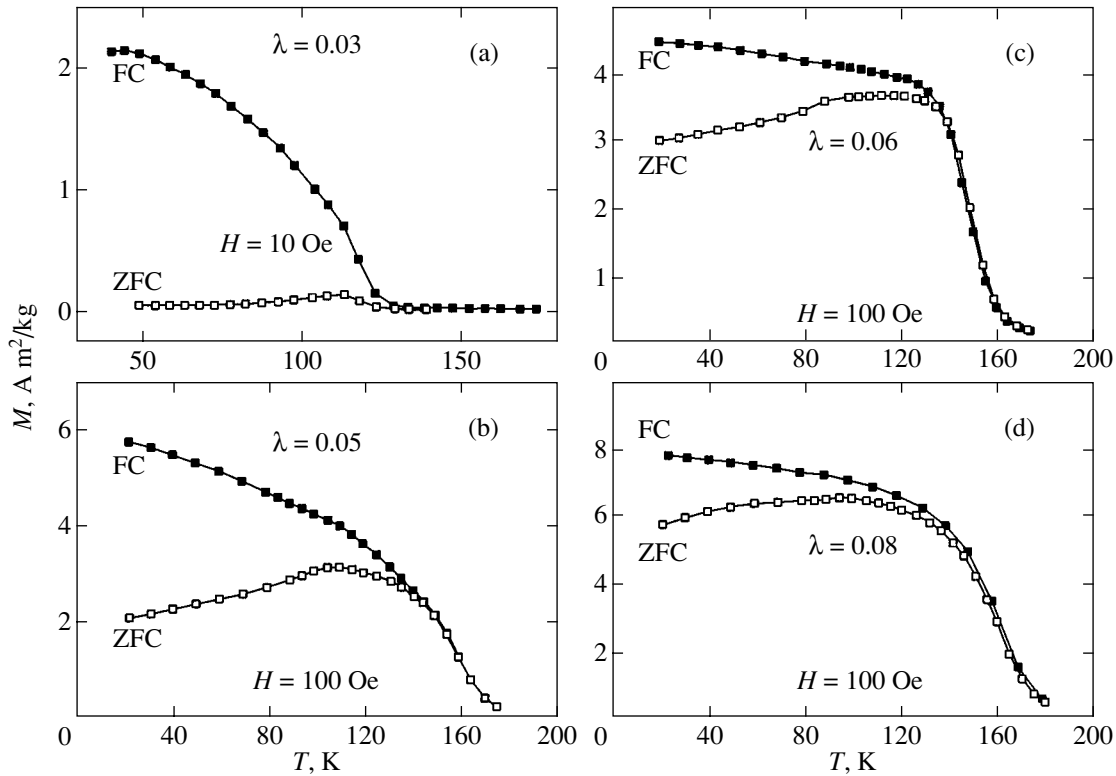 λ = 0.03
(a)
FC
2
1
H = 10 Oe
ZFC
0
50
100
150
(c)
FC
4
3
λ = 0.06
ZFC
2
1
H = 100 Oe
0
40
80
120
160
200
M, A m²/kg
(b)
6
λ = 0.05
FC
4
2
ZFC
H = 100 Oe
0
40
80
120
160
200
T, K
(d)
FC
8
6
λ = 0.08
ZFC
4
2
H = 100 Oe
0
40
80
120
160
200
T, K